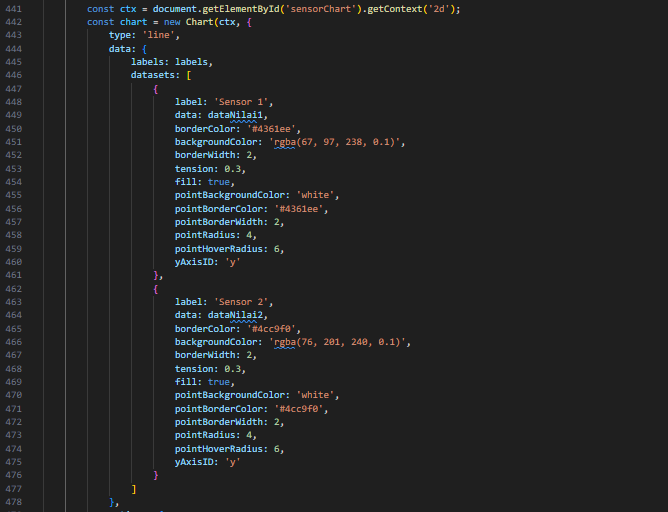 441 const ctx = document.getElementById('sensorChart').getContext('2d');
442 const chart = new Chart(ctx, {
443 type: 'line',
444 data: {
445 labels: labels,
446 datasets: [
447 {
448 label: 'Sensor 1',
449 data: dataNilai1,
450 borderColor: '#4361ee',
451 backgroundColor: 'rgba(67, 97, 238, 0.1)',
452 borderWidth: 2,
453 tension: 0.3,
454 fill: true,
455 pointBackgroundColor: 'white',
456 pointBorderColor: '#4361ee',
457 pointBorderWidth: 2,
458 pointRadius: 4,
459 pointHoverRadius: 6,
460 yAxisID: 'y'
461 },
462 {
463 label: 'Sensor 2',
464 data: dataNilai2,
465 borderColor: '#4cc9f0',
466 backgroundColor: 'rgba(76, 201, 240, 0.1)',
467 borderWidth: 2,
468 tension: 0.3,
469 fill: true,
470 pointBackgroundColor: 'white',
471 pointBorderColor: '#4cc9f0',
472 pointBorderWidth: 2,
473 pointRadius: 4,
474 pointHoverRadius: 6,
475 yAxisID: 'y'
476 }
477 ]
478 },